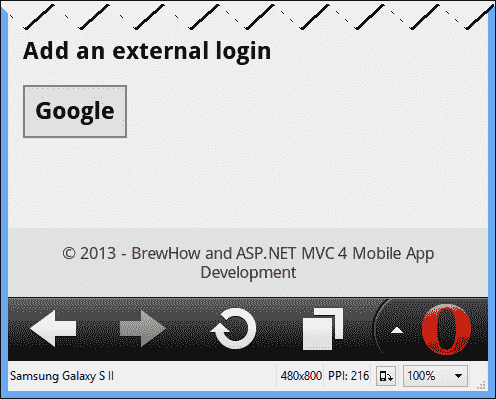 Add an external login
Google
© 2013 - BrewHow and ASP.NET MVC 4 Mobile App
Development
Samsung Galaxy S II 480x800 PPI: 216 100%